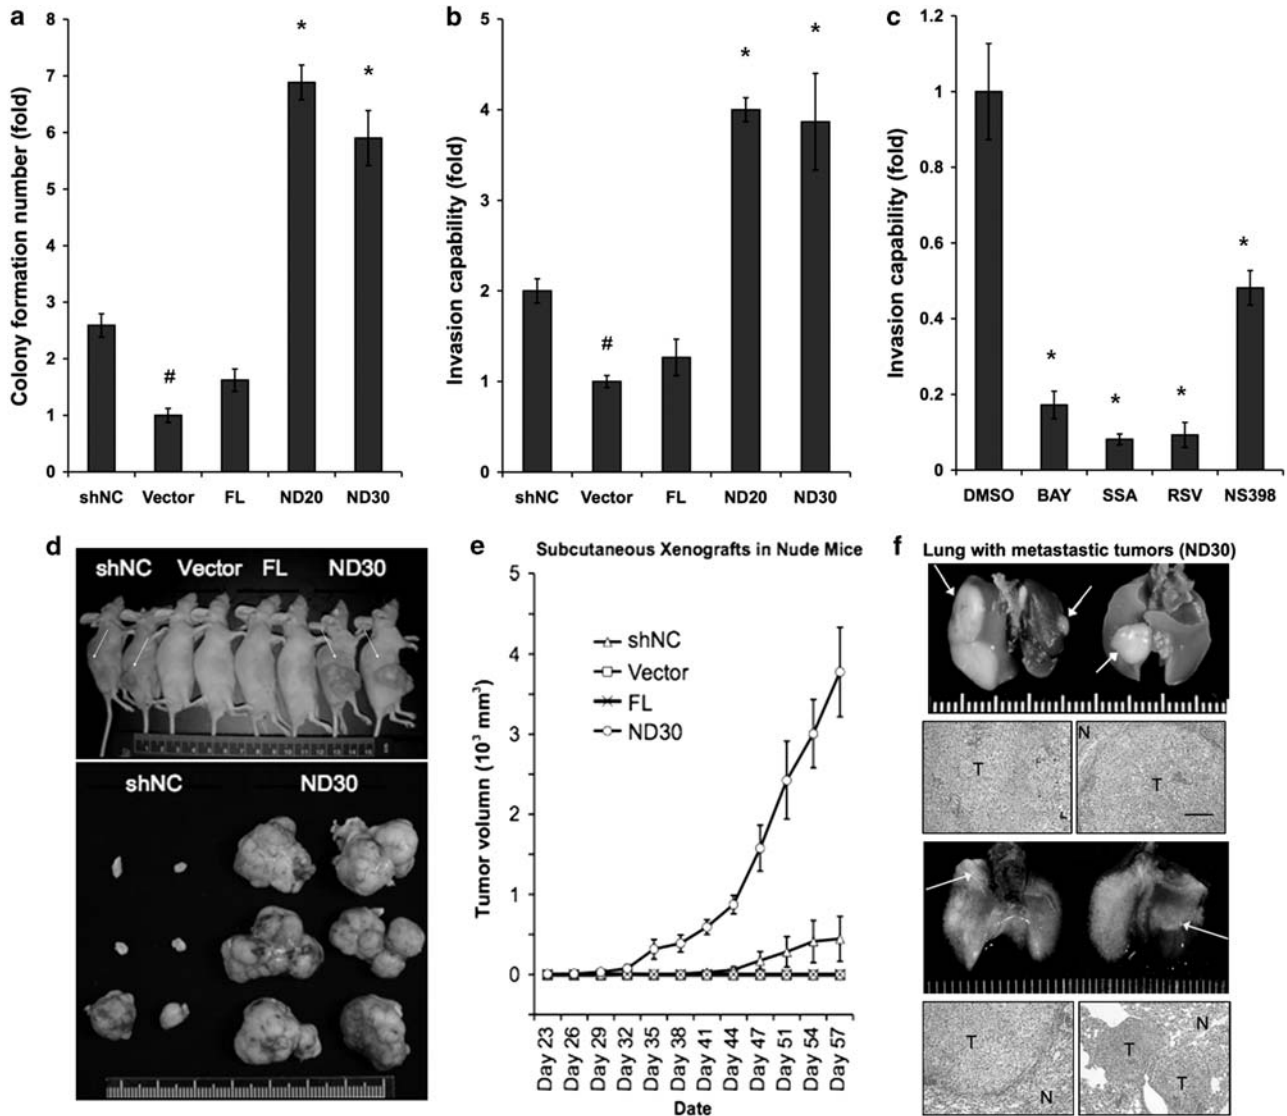 a
Colony formation number (fold)
8
7
6
5
4
3
2
1
0
*
*
#
shNC Vector FL ND20 ND30
b
Invasion capability (fold)
5
4
3
2
1
0
*
*
#
shNC Vector FL ND20 ND30
c
Invasion capability (fold)
1.2
1
0.8
0.6
0.4
0.2
0
*
*
*
*
DMSO BAY SSA RSV NS398
d
shNC Vector FL ND30
shNC ND30
e
Subcutaneous Xenografts in Nude Mice
Tumor volumn (10³ mm³)
5
4
3
2
1
0
shNC
Vector
FL
ND30
Day 23
Day 26
Day 29
Day 32
Day 35
Day 38
Day 41
Day 44
Day 47
Day 51
Day 54
Day 57
Date
f
Lung with metastastic tumors (ND30)
T
N
T
T
N
N
T
T